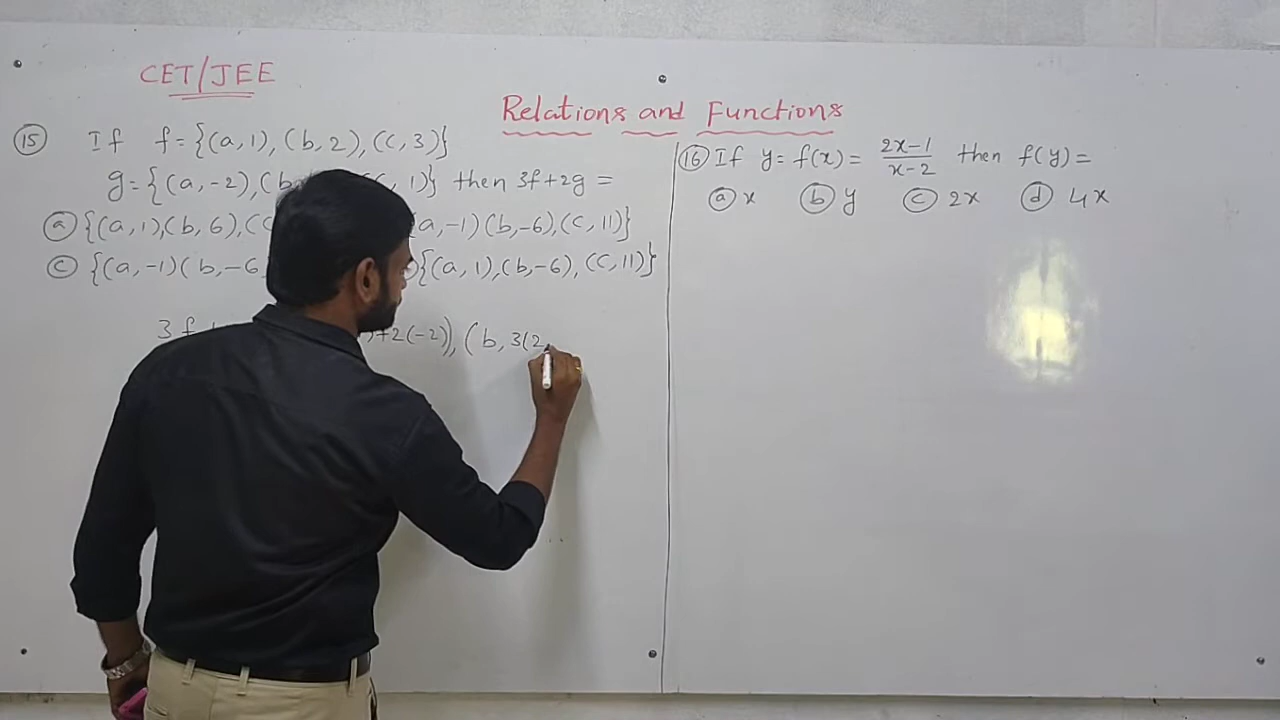 CET/JEE
Relations and Functions
15 If f={(a,1),(b,2),(c,3)}
g={(a,-2),(b, 1)} then 3f+2g=
a {(a,1),(b,6),(c a,-1)(b,-6),(c,11)}
c {(a,-1)(b,-6 {(a,1),(b,-6),(c,11)}
3f +2(-2)),(b,3(2
16 If y=f(x)= 2x-1/x-2 then f(y)=
a x b y c 2x d 4x